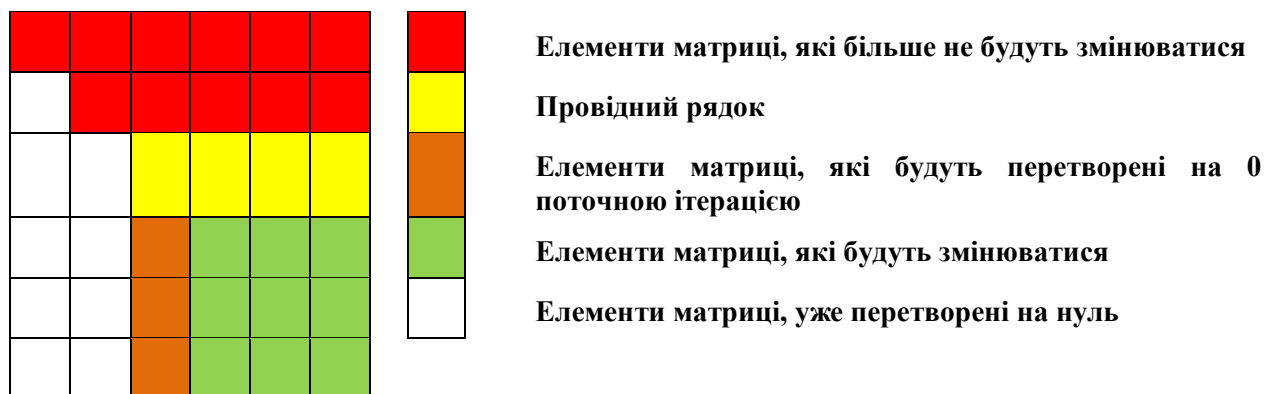 Елементи матриці, які більше не будуть змінюватися
Провідний рядок
Елементи матриці, які будуть перетворені на 0
поточною ітерацією
Елементи матриці, які будуть змінюватися
Елементи матриці, уже перетворені на нуль